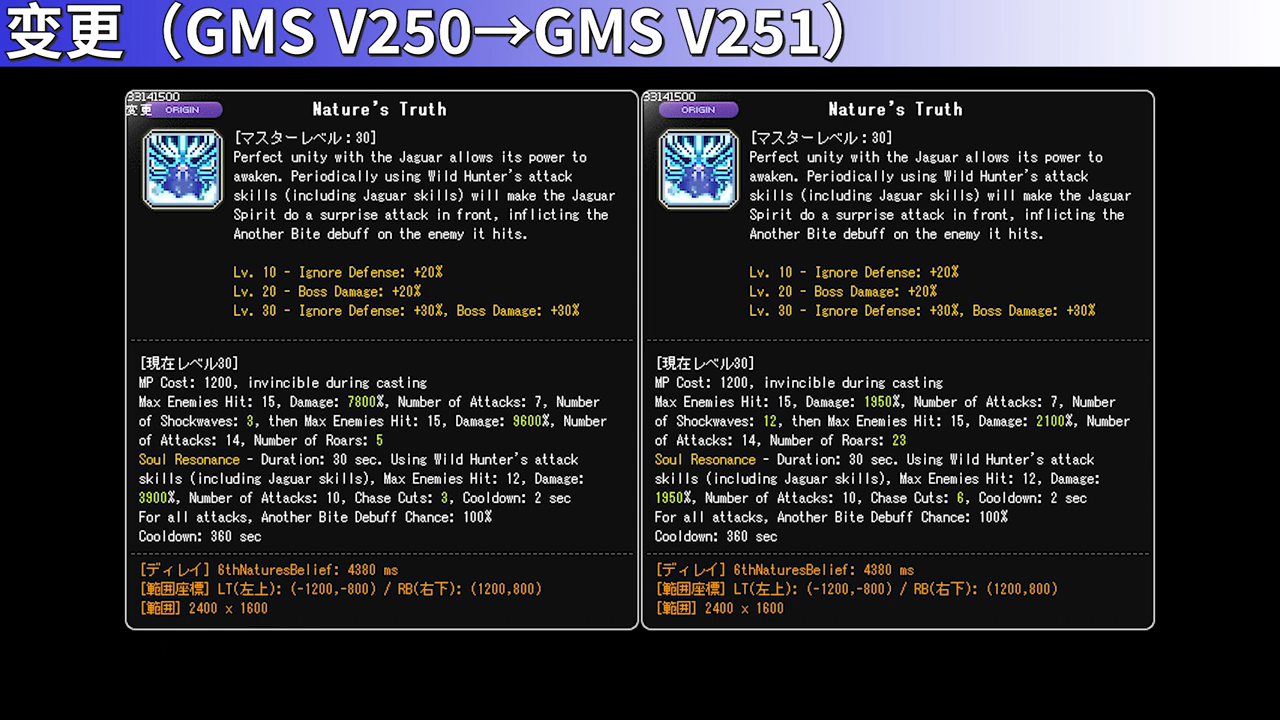 変更（GMS V250→GMS V251）
33141500
変更 ORIGIN
Nature's Truth
[マスターレベル：30]
Perfect unity with the Jaguar allows its power to
awaken. Periodically using Wild Hunter's attack
skills (including Jaguar skills) will make the Jaguar
Spirit do a surprise attack in front, inflicting the
Another Bite debuff on the enemy it hits.
Lv. 10 - Ignore Defense: +20%
Lv. 20 - Boss Damage: +20%
Lv. 30 - Ignore Defense: +30%, Boss Damage: +30%
[現在レベル30]
MP Cost: 1200, invincible during casting
Max Enemies Hit: 15, Damage: 7800%, Number of Attacks: 7, Number
of Shockwaves: 3, then Max Enemies Hit: 15, Damage: 9600%, Number
of Attacks: 14, Number of Roars: 5
Soul Resonance - Duration: 30 sec. Using Wild Hunter's attack
skills (including Jaguar skills), Max Enemies Hit: 12, Damage:
3900%, Number of Attacks: 10, Chase Cuts: 3, Cooldown: 2 sec
For all attacks, Another Bite Debuff Chance: 100%
Cooldown: 360 sec
[ディレイ] 6thNaturesBelief: 4380 ms
[範囲座標] LT(左上): (-1200,-800) / RB(右下): (1200,800)
[範囲] 2400 x 1600
33141500
ORIGIN
Nature's Truth
[マスターレベル：30]
Perfect unity with the Jaguar allows its power to
awaken. Periodically using Wild Hunter's attack
skills (including Jaguar skills) will make the Jaguar
Spirit do a surprise attack in front, inflicting the
Another Bite debuff on the enemy it hits.
Lv. 10 - Ignore Defense: +20%
Lv. 20 - Boss Damage: +20%
Lv. 30 - Ignore Defense: +30%, Boss Damage: +30%
[現在レベル30]
MP Cost: 1200, invincible during casting
Max Enemies Hit: 15, Damage: 1950%, Number of Attacks: 7, Number
of Shockwaves: 12, then Max Enemies Hit: 15, Damage: 2100%, Number
of Attacks: 14, Number of Roars: 23
Soul Resonance - Duration: 30 sec. Using Wild Hunter's attack
skills (including Jaguar skills), Max Enemies Hit: 12, Damage:
1950%, Number of Attacks: 10, Chase Cuts: 6, Cooldown: 2 sec
For all attacks, Another Bite Debuff Chance: 100%
Cooldown: 360 sec
[ディレイ] 6thNaturesBelief: 4380 ms
[範囲座標] LT(左上): (-1200,-800) / RB(右下): (1200,800)
[範囲] 2400 x 1600